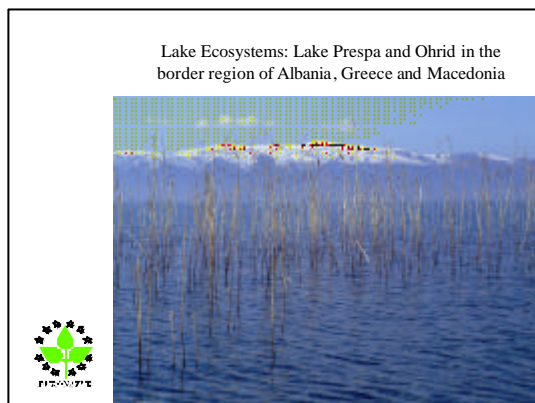 Lake Ecosystems: Lake Prespa and Ohrid in the
border region of Albania, Greece and Macedonia